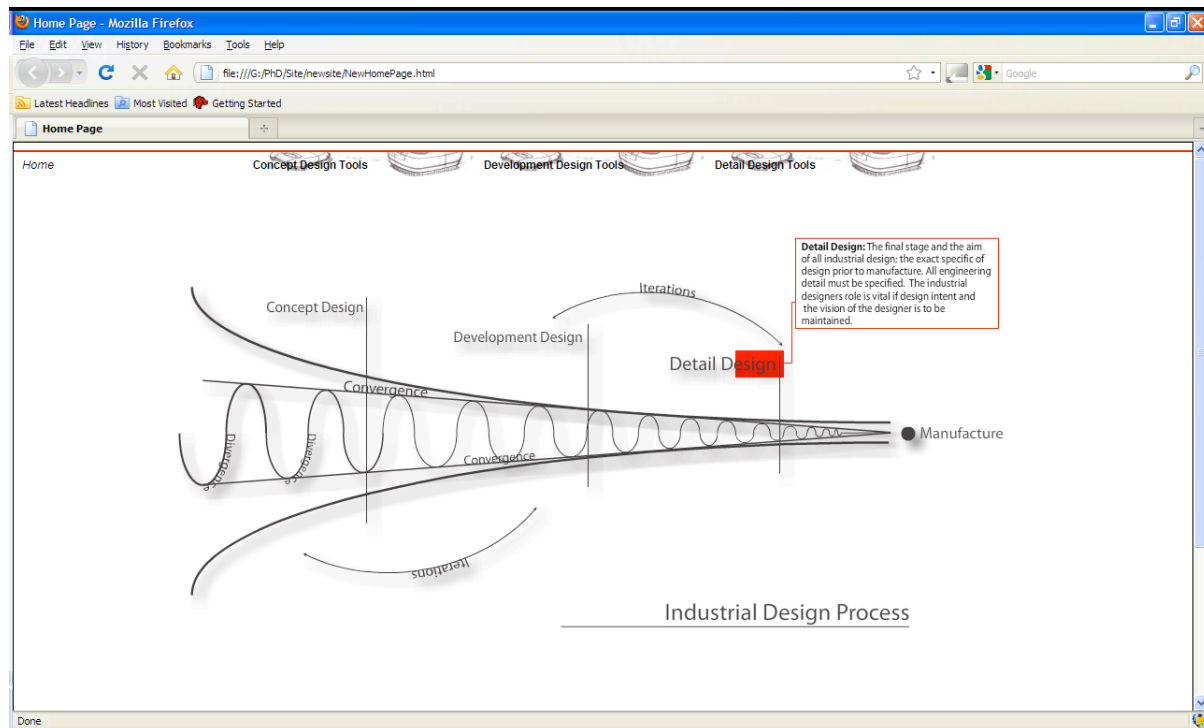 Home Page - Mozilla Firefox
File Edit View History Bookmarks Tools Help
file:///G:/PhD/Site/newsite/NewHomePage.html
Google
Latest Headlines Most Visited Getting Started
Home Page
Home Concept Design Tools Development Design Tools Detail Design Tools
Detail Design: The final stage and the aim
of all industrial design; the exact specific of
design prior to manufacture. All engineering
detail must be specified. The industrial
designers role is vital if design intent and
the vision of the designer is to be
maintained.
Iterations
Concept Design
Development Design
Detail Design
Convergence
Divergence
Divergence
Convergence
Manufacture
Iterations
Industrial Design Process
Done